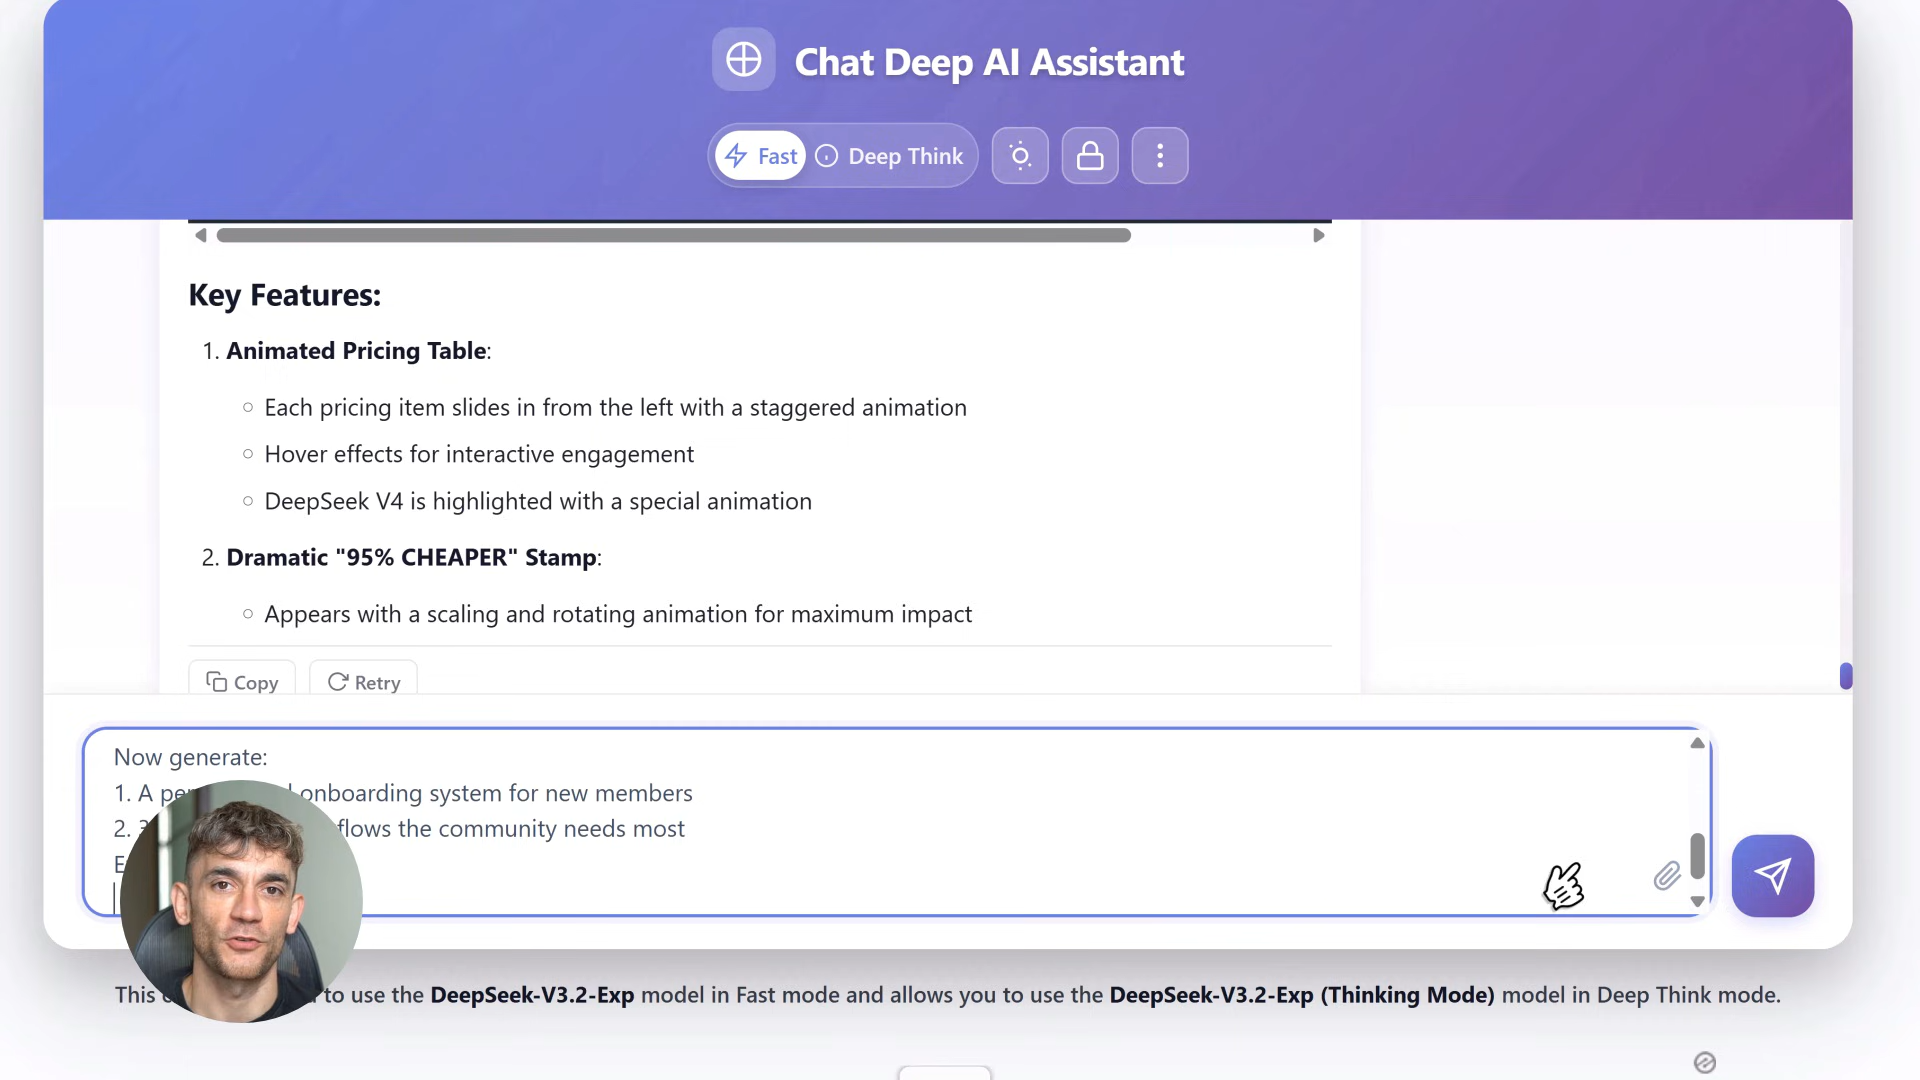 Chat Deep AI Assistant
Fast Deep Think
Key Features:
1. Animated Pricing Table:
Each pricing item slides in from the left with a staggered animation
Hover effects for interactive engagement
DeepSeek V4 is highlighted with a special animation
2. Dramatic "95% CHEAPER" Stamp:
Appears with a scaling and rotating animation for maximum impact
Copy Retry
Now generate:
1. A onboarding system for new members
2. flows the community needs most
This to use the DeepSeek-V3.2-Exp model in Fast mode and allows you to use the DeepSeek-V3.2-Exp (Thinking Mode) model in Deep Think mode.